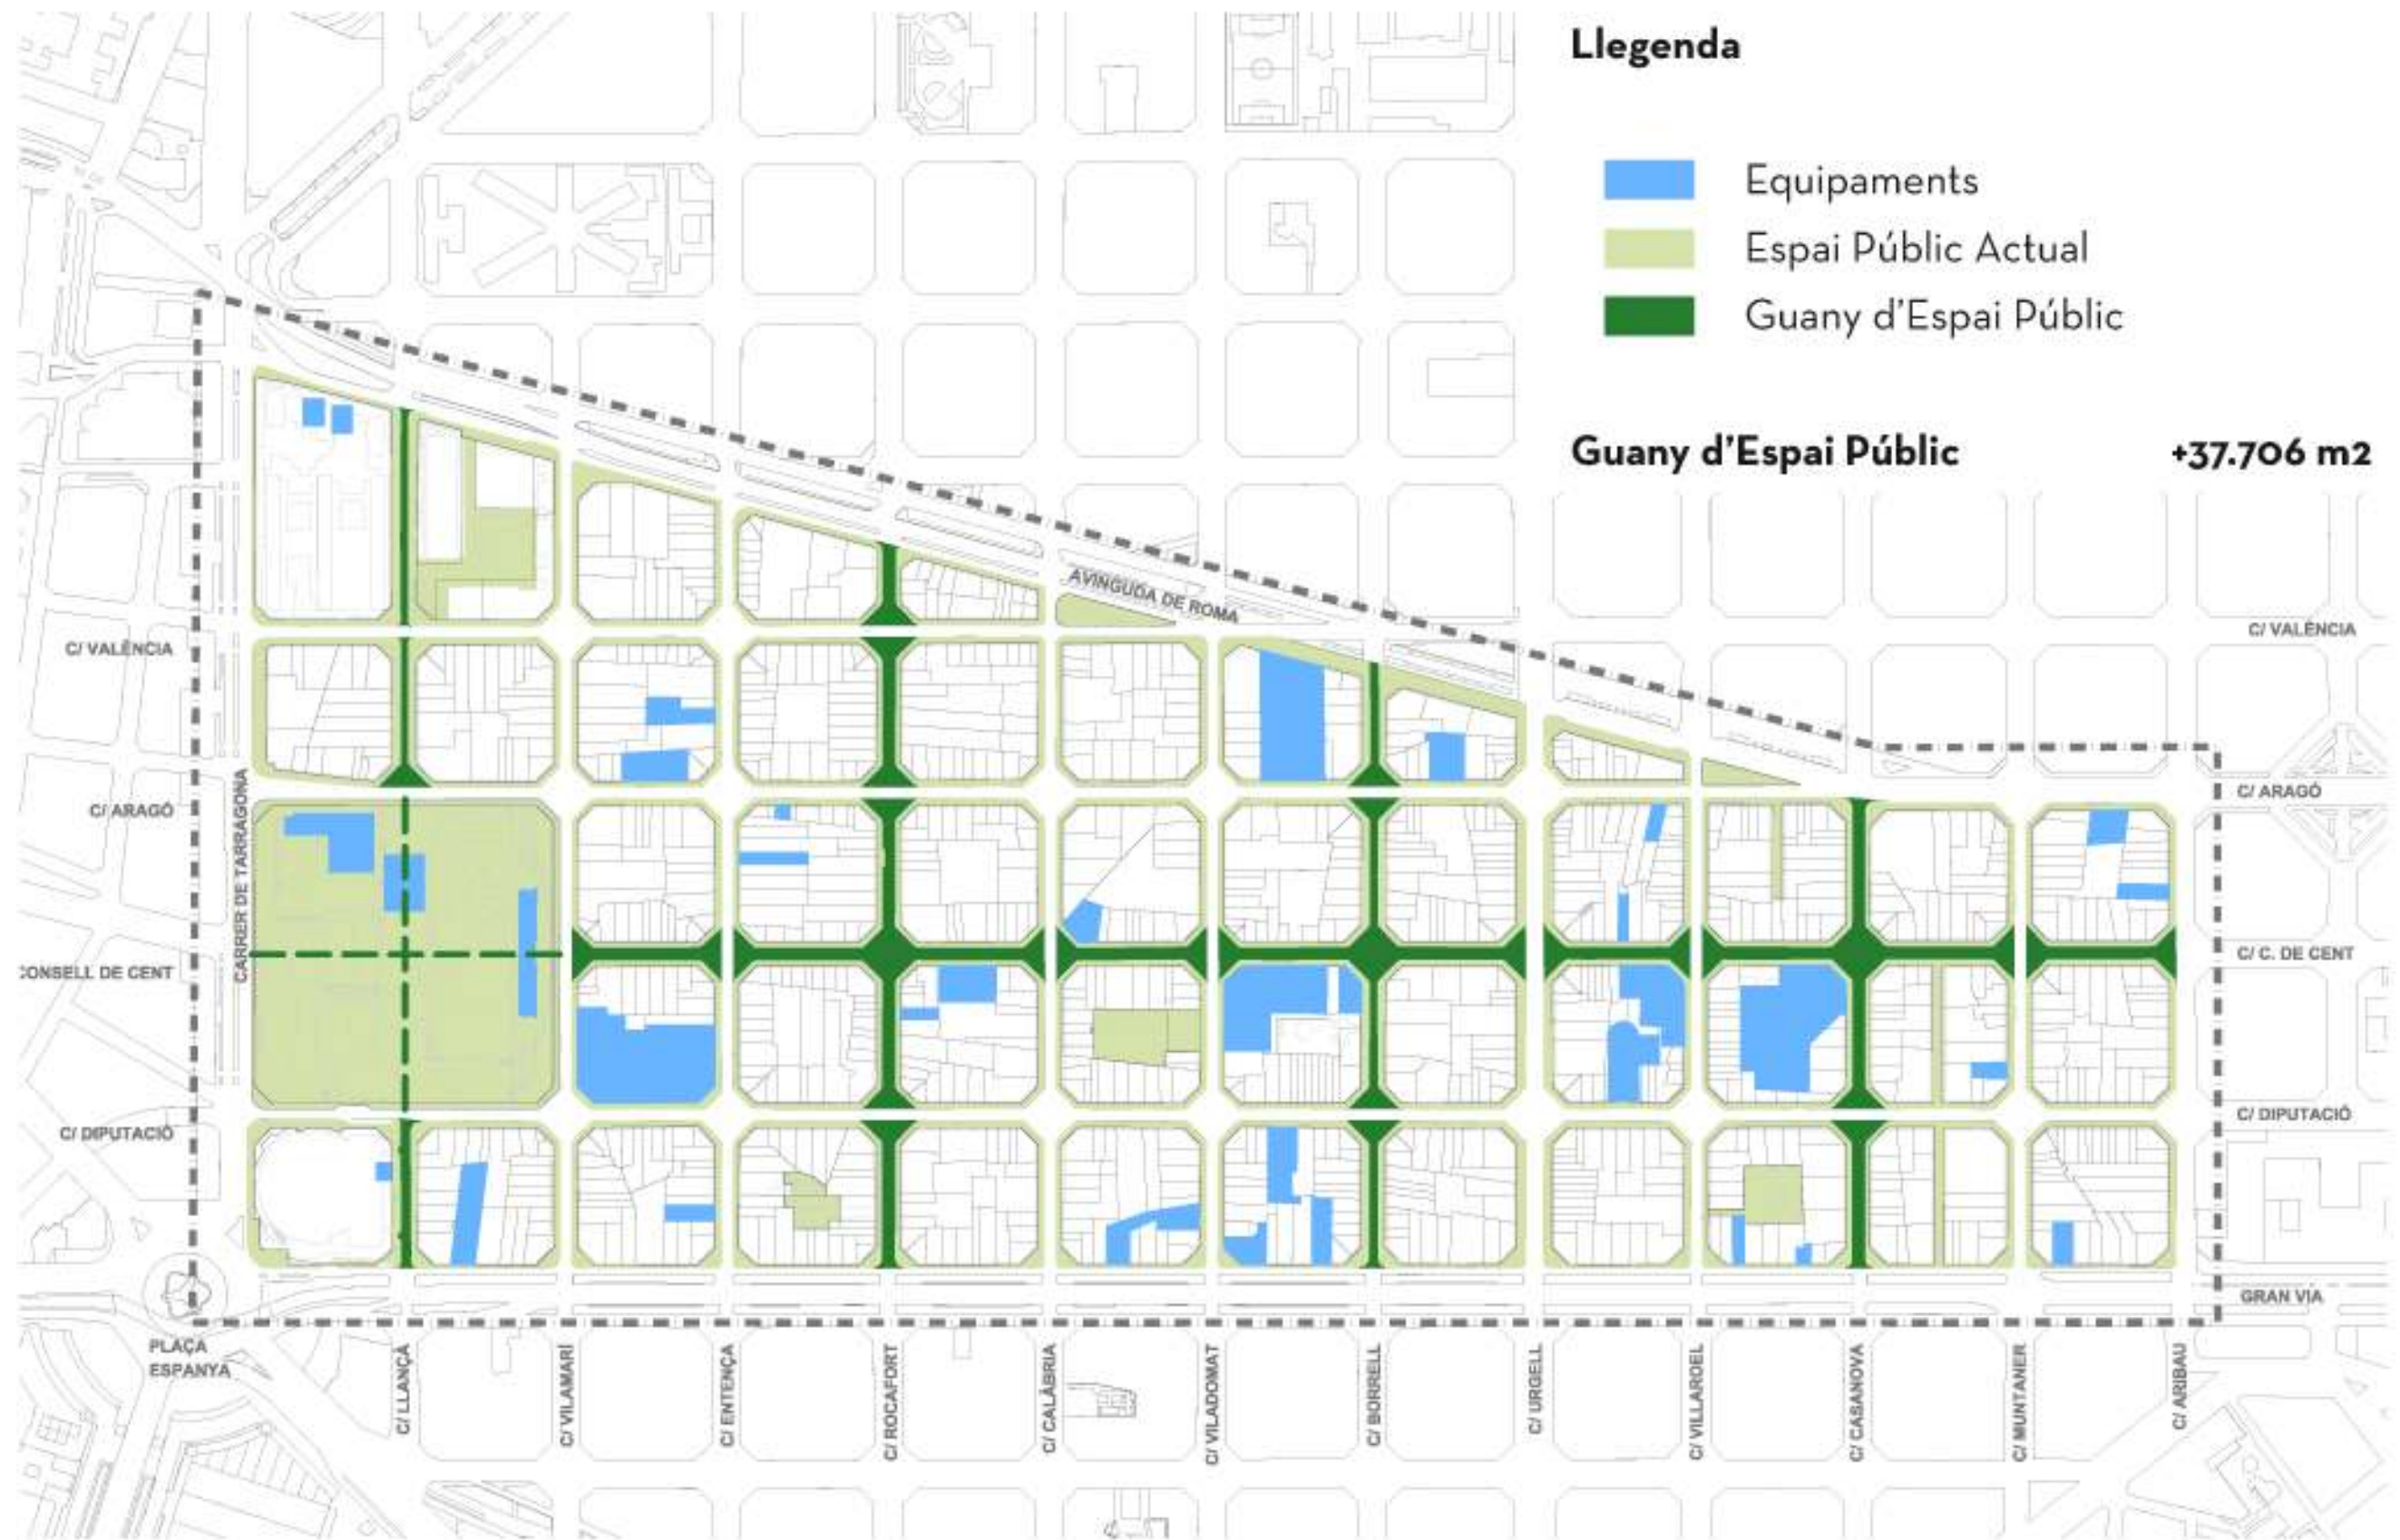 Llegenda
Equipaments
Espai Públic Actual
Guany d'Espai Públic
Guany d'Espai Públic +37.706 m2
AVINGUDA DE ROMA
C/ VALÈNCIA
C/ VALÈNCIA
CARRER DE TARRAGONA
C/ ARAGÓ
C/ ARAGÓ
CONSELL DE CENT
C/ C. DE CENT
C/ DIPUTACIÓ
C/ DIPUTACIÓ
GRAN VIA
PLAÇA
ESPANYA
C/ LLANÇÀ
C/ VILAMARÍ
C/ ENTENÇA
C/ ROCAFORT
C/ CALÀBRIA
C/ VILADOMAT
C/ BORRELL
C/ URGELL
C/ VILLAROEL
C/ CASANOVA
C/ MUNTANER
C/ ARIBAU